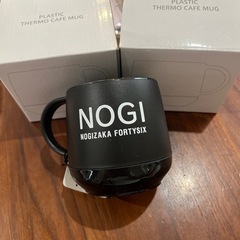 PLASTIC
THERMO CAFE MUG
PLASTIC
THERMO CAFE MUG
NOGI
NOGIZAKA FORTYSIX